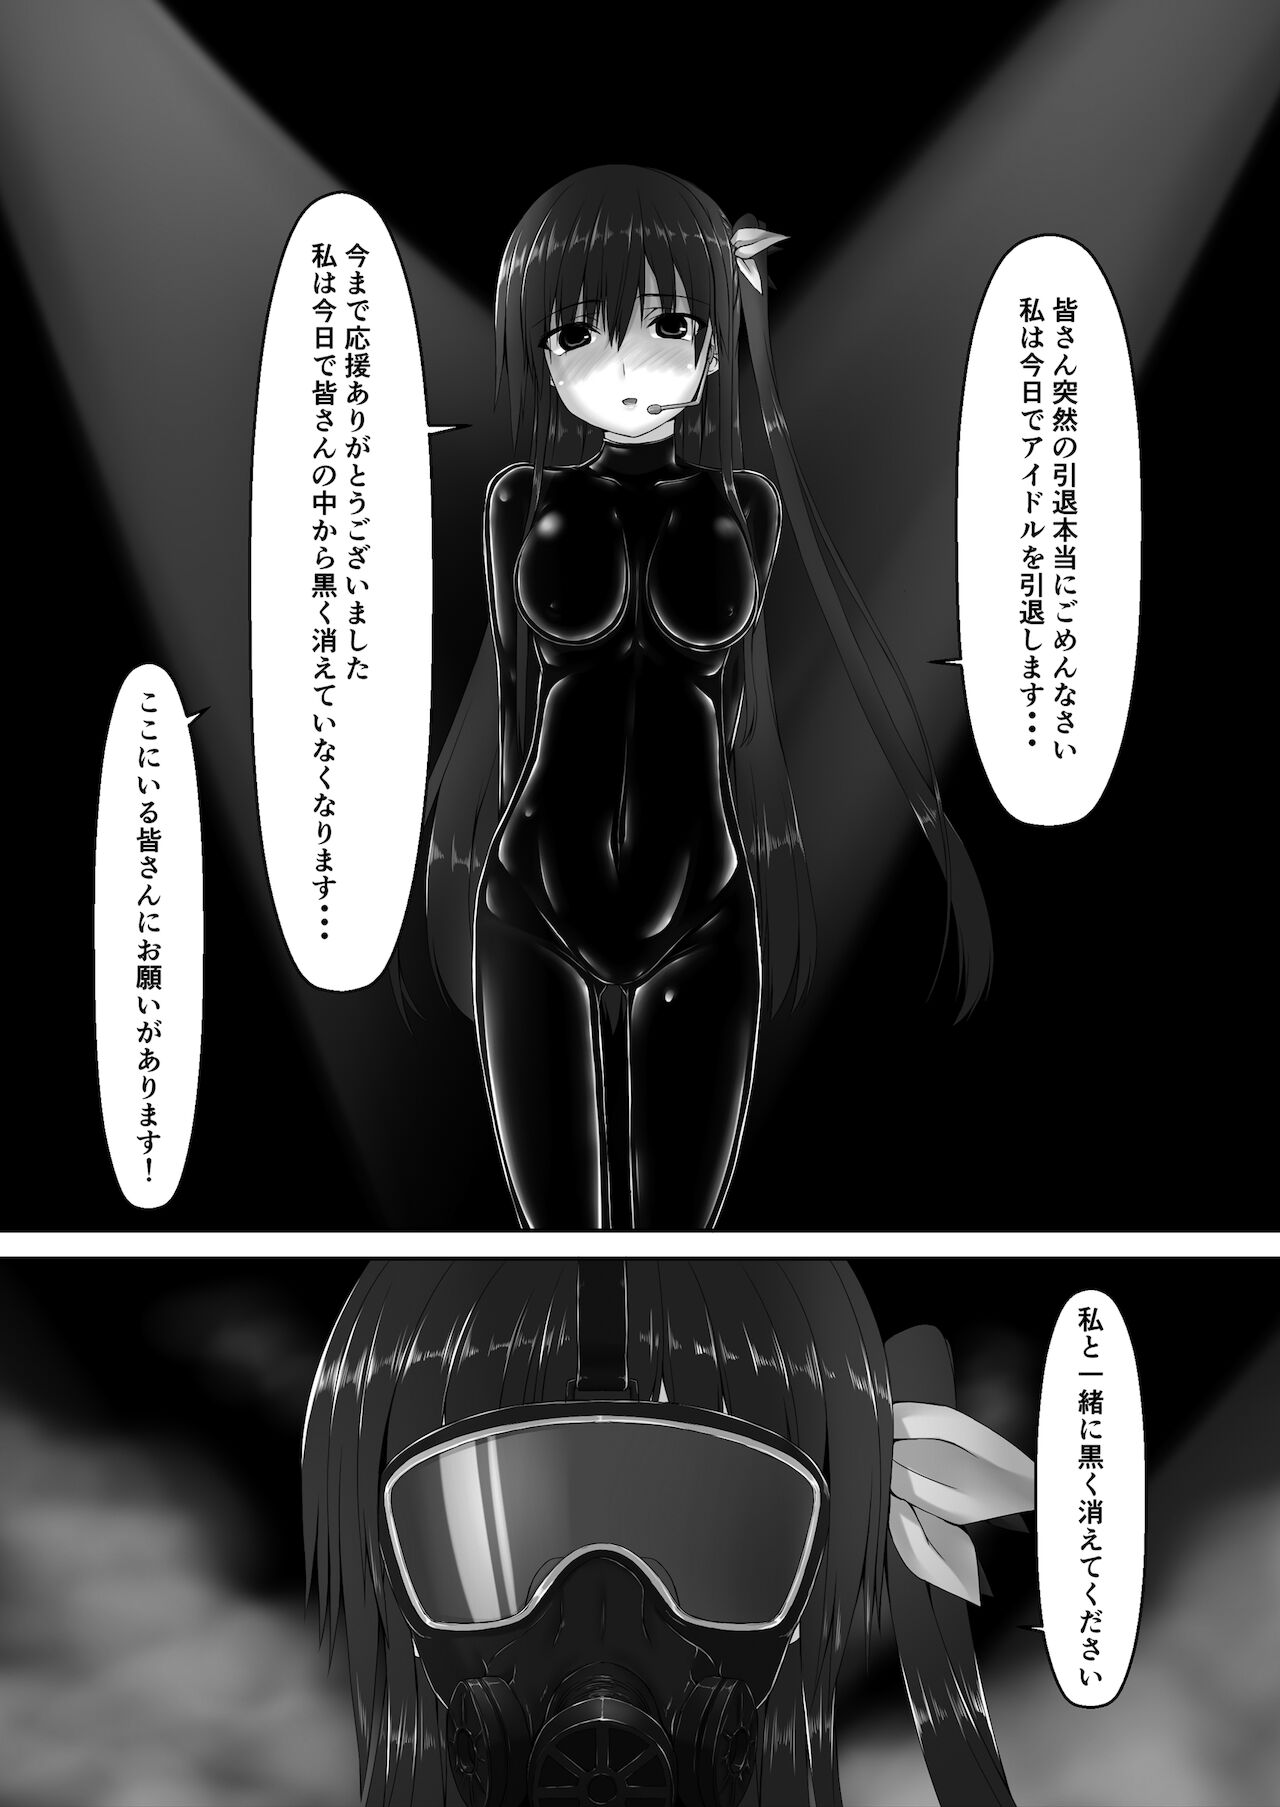 皆さん突然の引退本当にごめんなさい
私は今日でアイドルを引退します・・・
今まで応援ありがとうございました
私は今日で皆さんの中から黒く消えていなくなります・・・
ここにいる皆さんにお願いがあります！
私と一緒に黒く消えてください